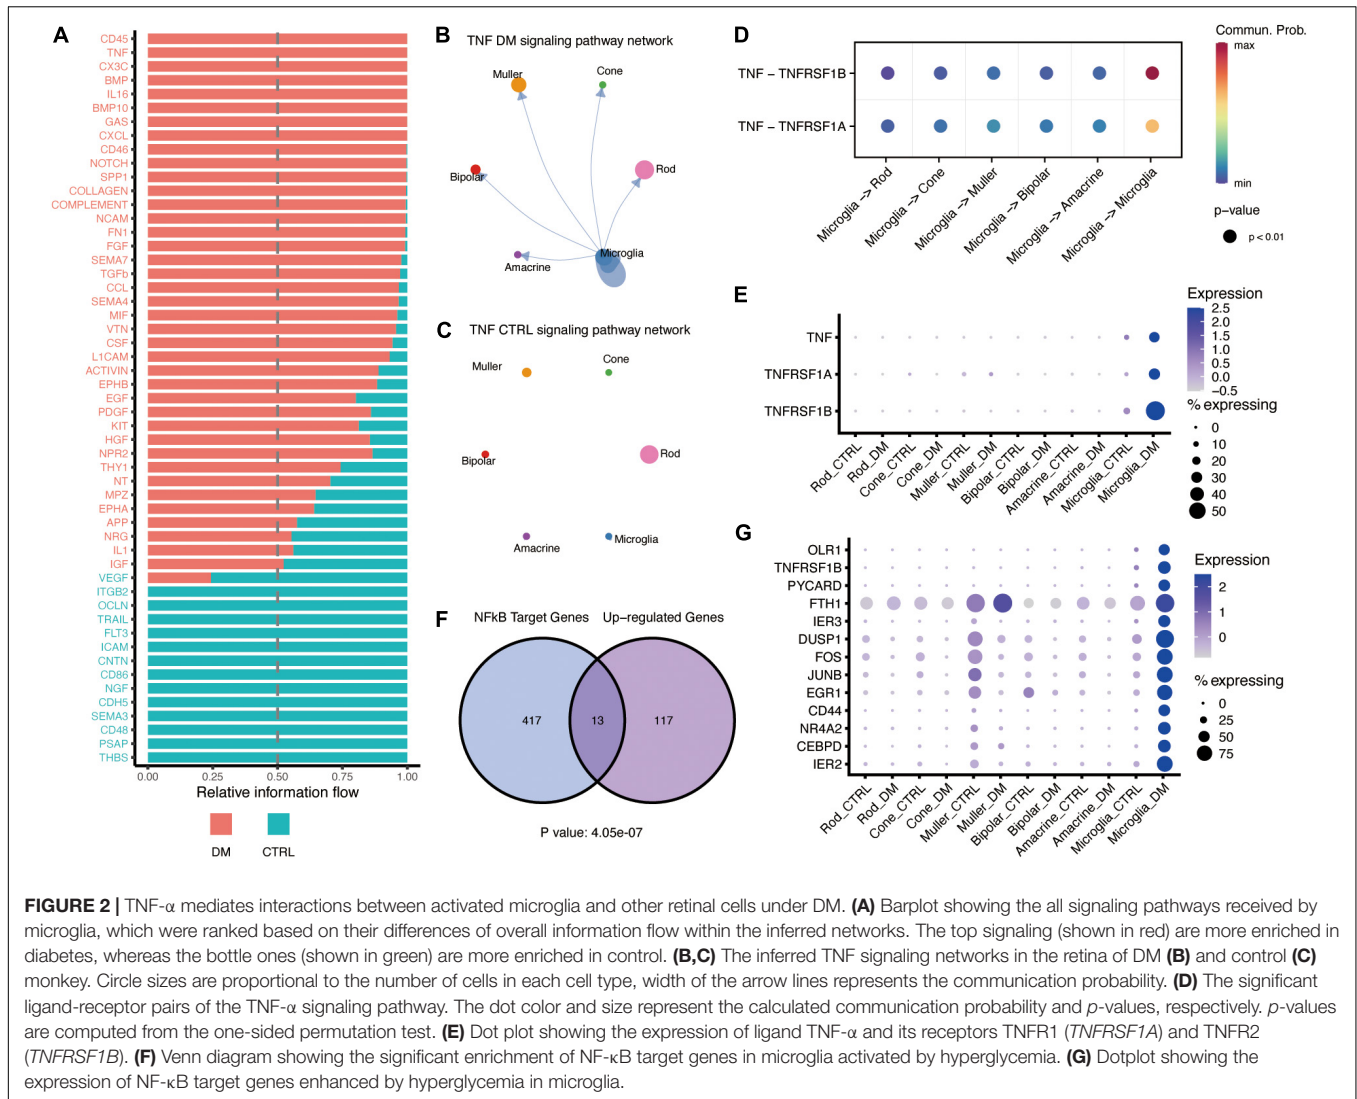 A
CD45
TNF
CX3C
BMP
IL16
BMP10
GAS
CXCL
CD46
NOTCH
SPP1
COLLAGEN
COMPLEMENT
NCAM
FN1
FGF
SEMA7
TGFb
CCL
SEMA4
MIF
VTN
CSF
L1CAM
ACTIVIN
EPHB
EGF
PDGF
KIT
HGF
NPR2
THY1
NT
MPZ
EPHA
APP
NRG
IL1
IGF
VEGF
ITGB2
OCLN
TRAIL
FLT3
ICAM
CNTN
CD86
NGF
CDH5
SEMA3
CD48
PSAP
THBS
0.00 0.25 0.50 0.75 1.00
Relative information flow
DM CTRL
B
TNF DM signaling pathway network
Muller
Cone
Bipolar
Rod
Microglia
Amacrine
C
TNF CTRL signaling pathway network
Muller
Cone
Bipolar
Rod
Amacrine
Microglia
D
TNF – TNFRSF1B
TNF – TNFRSF1A
Microglia –> Rod
Microglia –> Cone
Microglia –> Muller
Microglia –> Bipolar
Microglia –> Amacrine
Microglia –> Microglia
Commun. Prob.
max
min
p−value
p < 0.01
E
TNF
TNFRSF1A
TNFRSF1B
Rod_CTRL
Rod_DM
Cone_CTRL
Cone_DM
Muller_CTRL
Muller_DM
Bipolar_CTRL
Bipolar_DM
Amacrine_CTRL
Amacrine_DM
Microglia_CTRL
Microglia_DM
Expression
2.5
2.0
1.5
1.0
0.5
0.0
−0.5
% expressing
0
10
20
30
40
50
F
NFkB Target Genes Up−regulated Genes
417 13 117
P value: 4.05e-07
G
OLR1
TNFRSF1B
PYCARD
FTH1
IER3
DUSP1
FOS
JUNB
EGR1
CD44
NR4A2
CEBPD
IER2
Rod_CTRL
Rod_DM
Cone_CTRL
Cone_DM
Muller_CTRL
Muller_DM
Bipolar_CTRL
Bipolar_DM
Amacrine_CTRL
Amacrine_DM
Microglia_CTRL
Microglia_DM
Expression
2
1
0
% expressing
0
25
50
75
FIGURE 2 | TNF-α mediates interactions between activated microglia and other retinal cells under DM. (A) Barplot showing the all signaling pathways received by
microglia, which were ranked based on their differences of overall information flow within the inferred networks. The top signaling (shown in red) are more enriched in
diabetes, whereas the bottle ones (shown in green) are more enriched in control. (B,C) The inferred TNF signaling networks in the retina of DM (B) and control (C)
monkey. Circle sizes are proportional to the number of cells in each cell type, width of the arrow lines represents the communication probability. (D) The significant
ligand-receptor pairs of the TNF-α signaling pathway. The dot color and size represent the calculated communication probability and p-values, respectively. p-values
are computed from the one-sided permutation test. (E) Dot plot showing the expression of ligand TNF-α and its receptors TNFR1 (TNFRSF1A) and TNFR2
(TNFRSF1B). (F) Venn diagram showing the significant enrichment of NF-κB target genes in microglia activated by hyperglycemia. (G) Dotplot showing the
expression of NF-κB target genes enhanced by hyperglycemia in microglia.